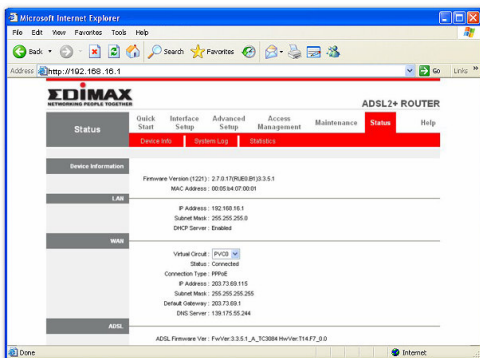 Microsoft Internet Explorer
File Edit View Favorites Tools Help
Back Search Favorites
Address http://192.168.16.1 Go Links »
EDIMAX
NETWORKING PEOPLE TOGETHER
ADSL2+ ROUTER
Status
Quick Start Interface Setup Advanced Setup Access Management Maintenance Status Help
Device Info System Log Statistics
Device Information
Firmware Version (1221) : 2.7.0.17(RUE0.B1)3.3.5.1
MAC Address : 00:05:b4:07:00:01
LAN
IP Address : 192.168.16.1
Subnet Mask : 255.255.255.0
DHCP Server : Enabled
WAN
Virtual Circuit : PVC0
Status : Connected
Connection Type : PPPoE
IP Address : 203.73.69.115
Subnet Mask : 255.255.255.255
Default Gateway : 203.73.69.1
DNS Server : 139.175.55.244
ADSL
ADSL Firmware Ver : FwVer:3.3.5.1_A_TC3084 HwVer:T14.F7_0.0
Done Internet